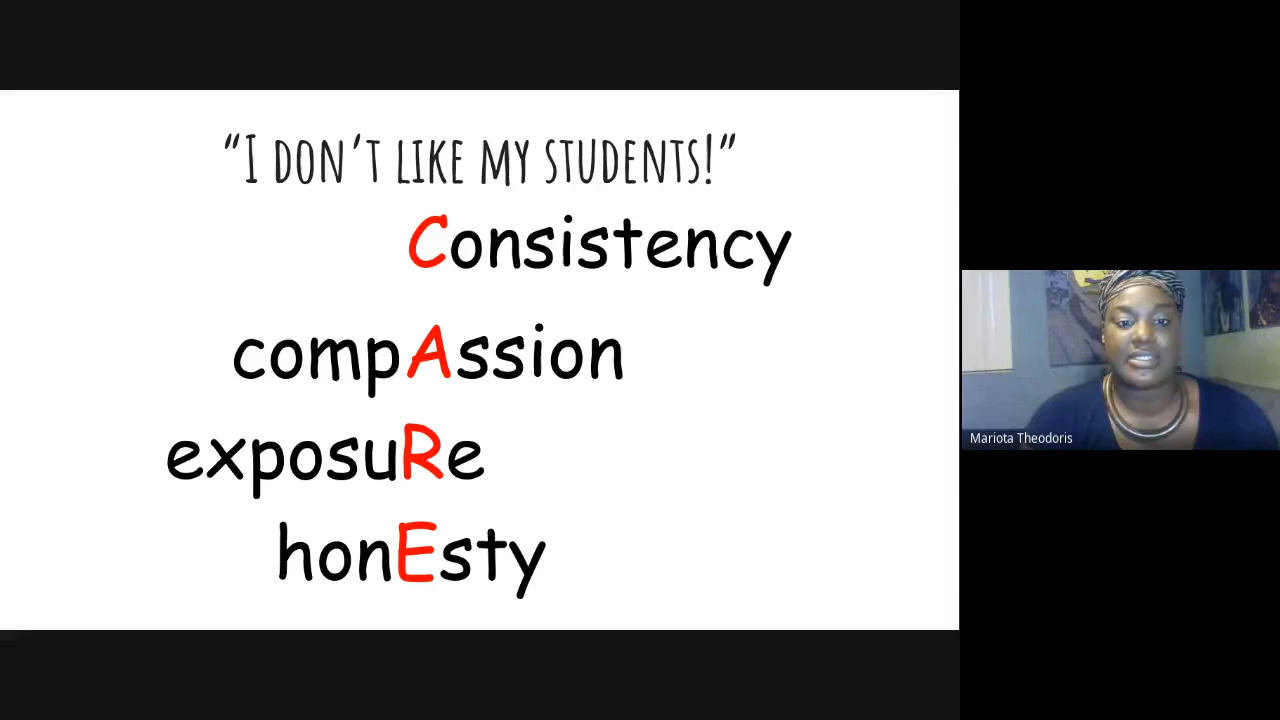 “I DON’T LIKE MY STUDENTS!”
Consistency
compAssion
exposuRe
honEsty
Mariota Theodoris